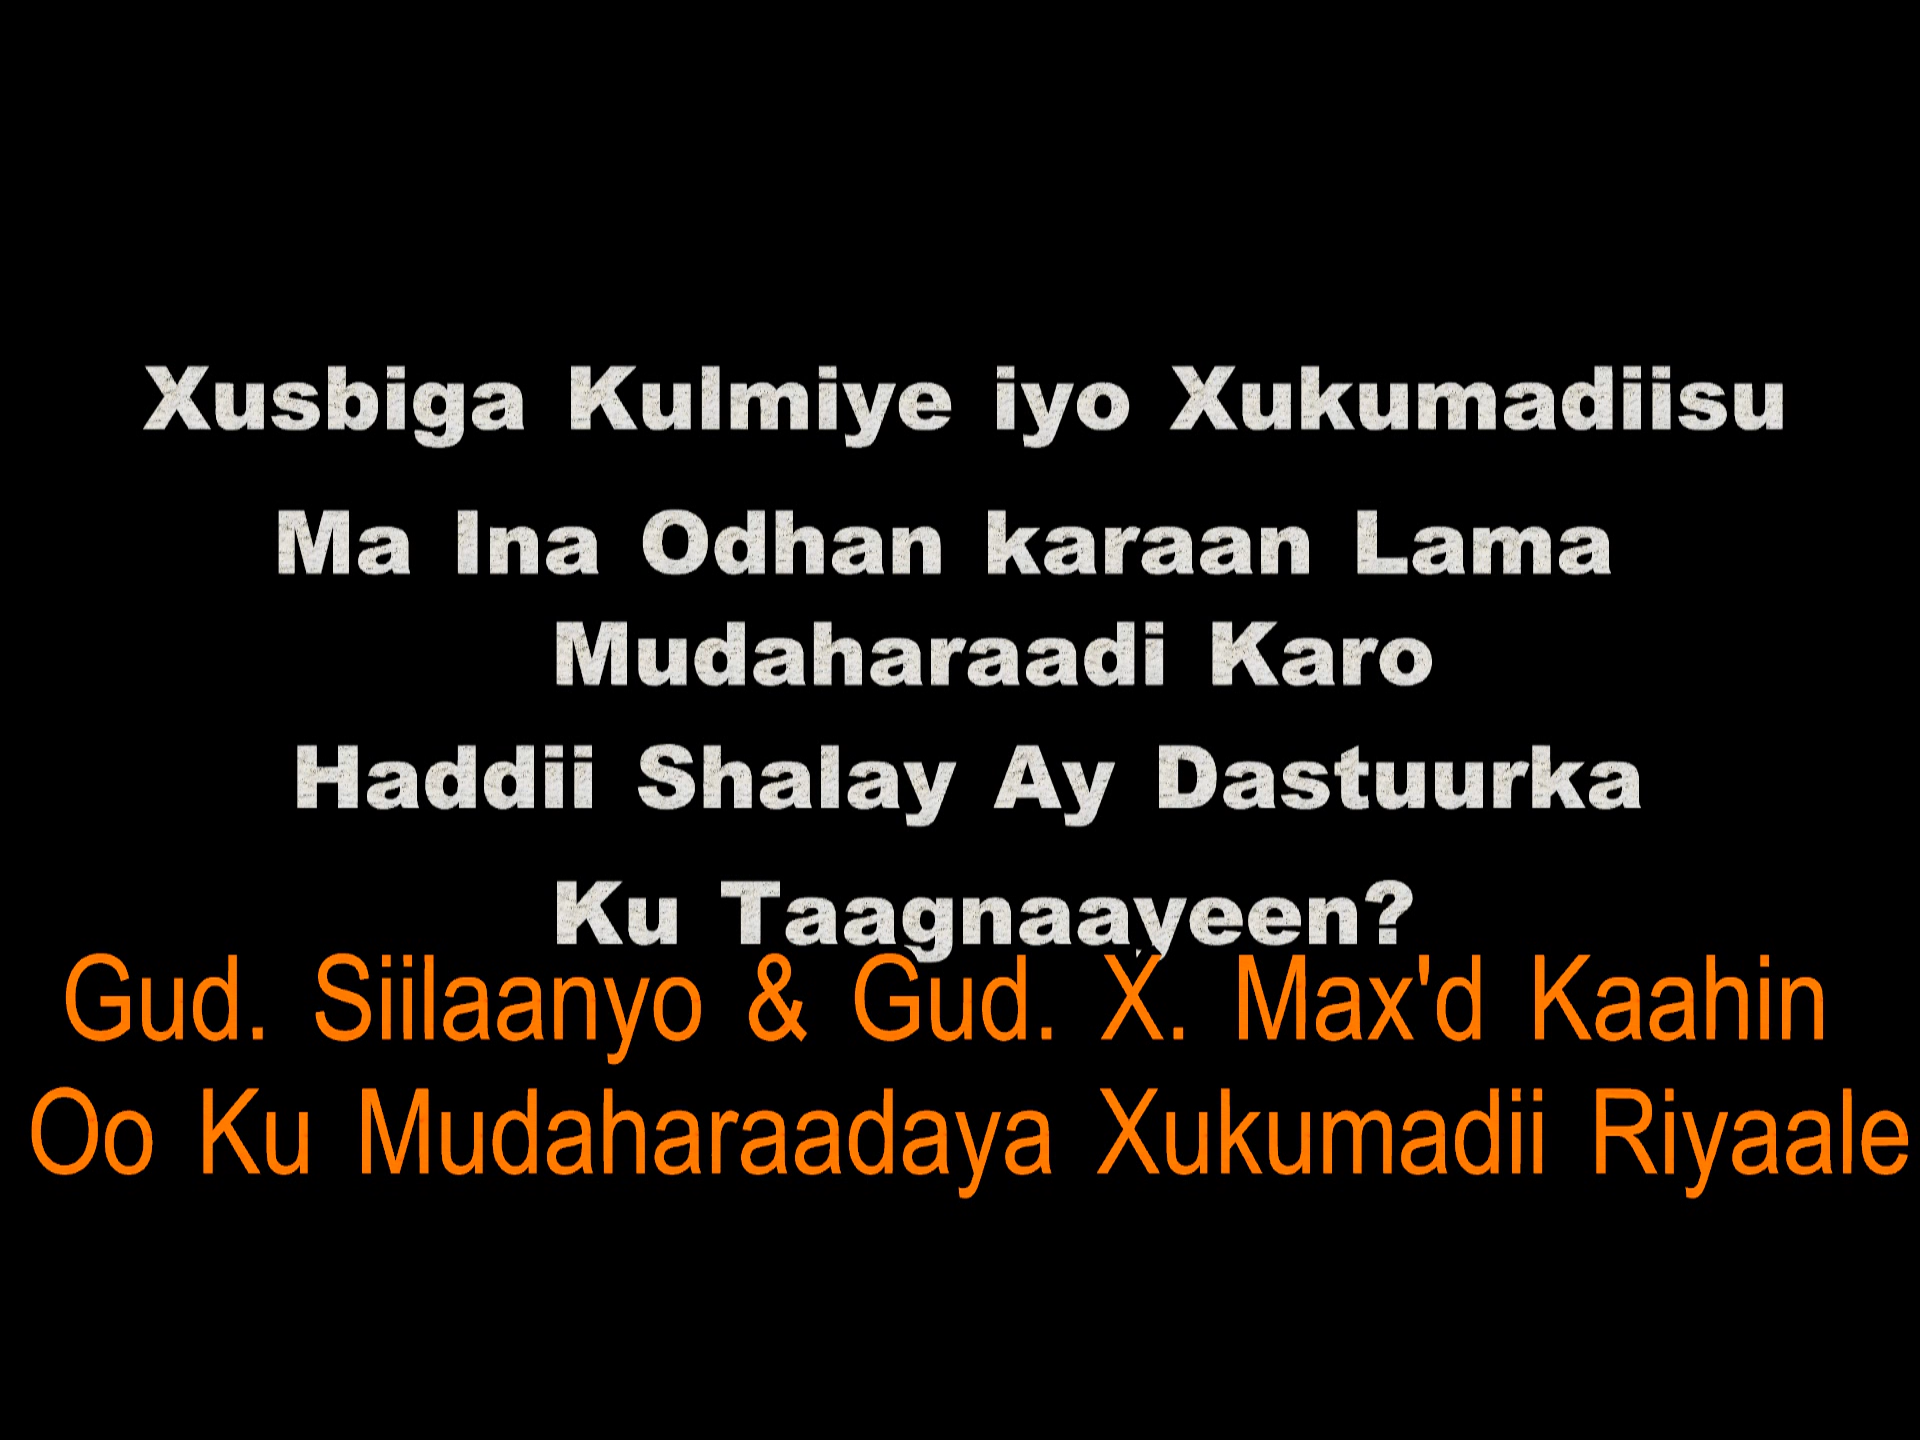 Xusbiga Kulmiye iyo Xukumadiisu
Ma Ina Odhan karaan Lama
Mudaharaadi Karo
Haddii Shalay Ay Dastuurka
Ku Taagnaayeen?
Gud. Siilaanyo & Gud. X. Max'd Kaahin
Oo Ku Mudaharaadaya Xukumadii Riyaale